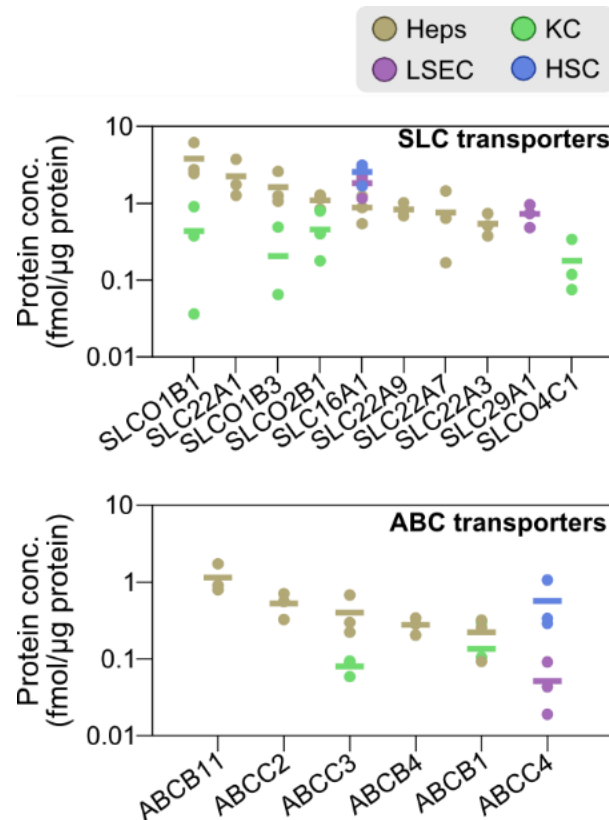 Heps KC
LSEC HSC
SLC transporters
Protein conc.
(fmol/µg protein)
10
1
0.1
0.01
SLCO1B1
SLC22A1
SLCO1B3
SLCO2B1
SLC16A1
SLC22A9
SLC22A7
SLC22A3
SLC29A1
SLCO4C1
ABC transporters
Protein conc.
(fmol/µg protein)
10
1
0.1
0.01
ABCB11
ABCC2
ABCC3
ABCB4
ABCB1
ABCC4